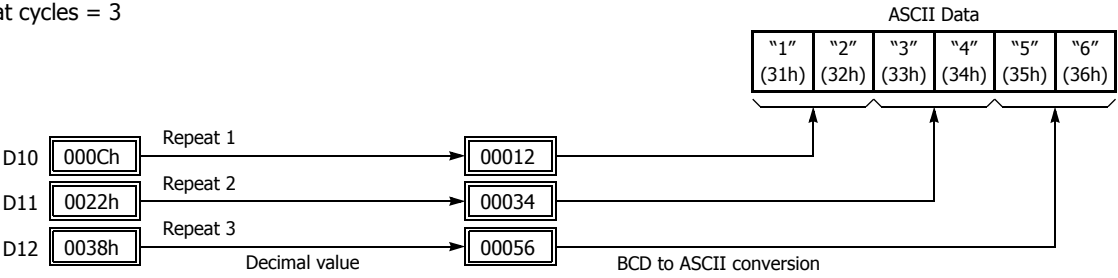 at cycles = 3
ASCII Data
“1” “2” “3” “4” “5” “6”
(31h) (32h) (33h) (34h) (35h) (36h)
D10 000Ch Repeat 1 00012
D11 0022h Repeat 2 00034
D12 0038h Repeat 3 00056
Decimal value BCD to ASCII conversion